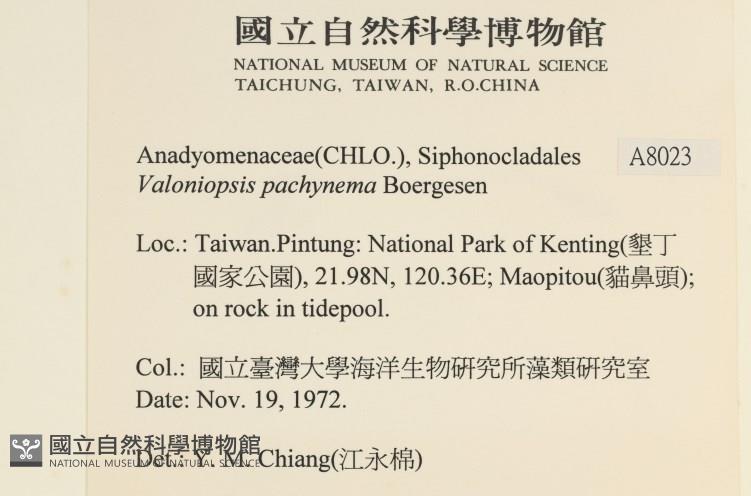 國立自然科學博物館
NATIONAL MUSEUM OF NATURAL SCIENCE
TAICHUNG, TAIWAN, R.O.CHINA
Anadyomenaceae(CHLO.), Siphonocladales
A8023
Valoniopsis pachynema Boergesen
Loc.: Taiwan.Pintung: National Park of Kenting(墾丁
國家公園), 21.98N, 120.36E; Maopitou(貓鼻頭);
on rock in tidepool.
Col.: 國立臺灣大學海洋生物研究所藻類研究室
Date: Nov. 19, 1972.
Det.: Y. M. Chiang(江永棉)
國立自然科學博物館
NATIONAL MUSEUM OF NATURAL SCIENCE